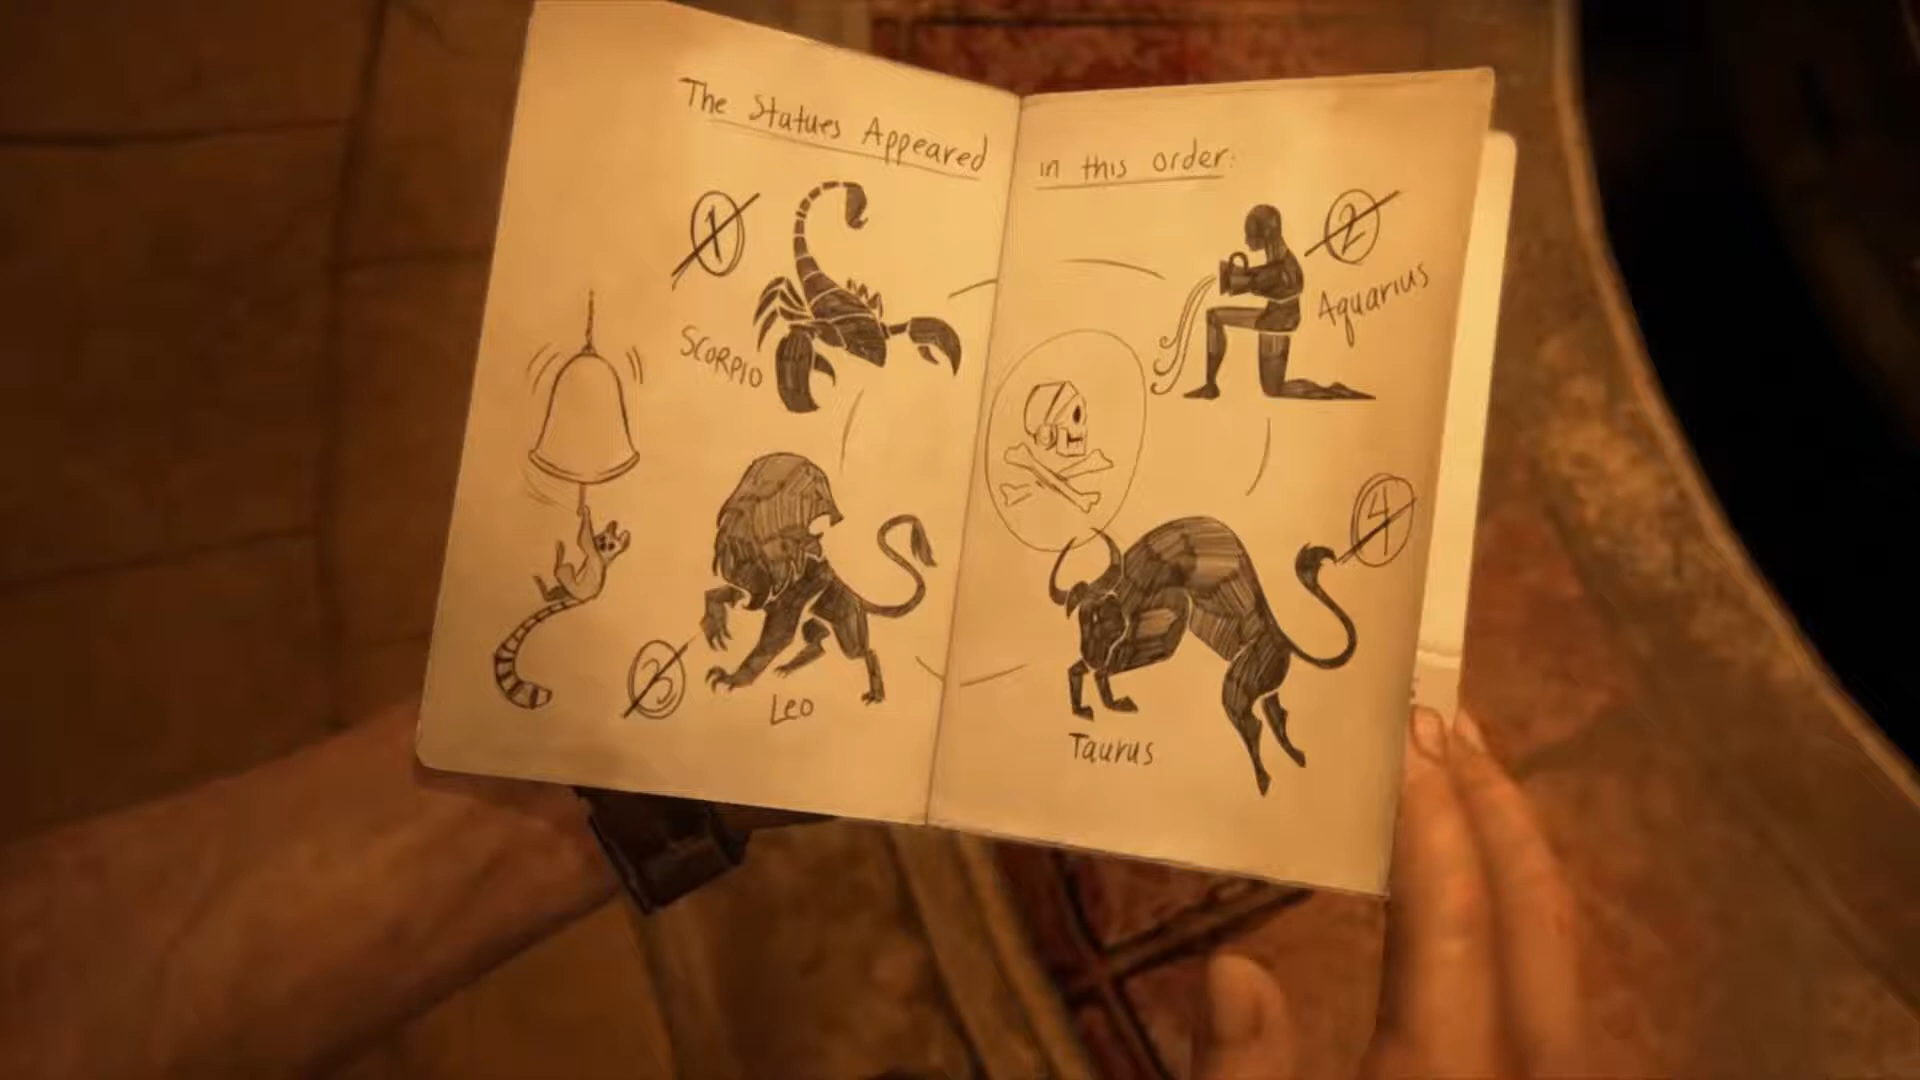 The Statues Appeared
in this order:
1
Scorpio
2
Aquarius
3
Leo
4
Taurus